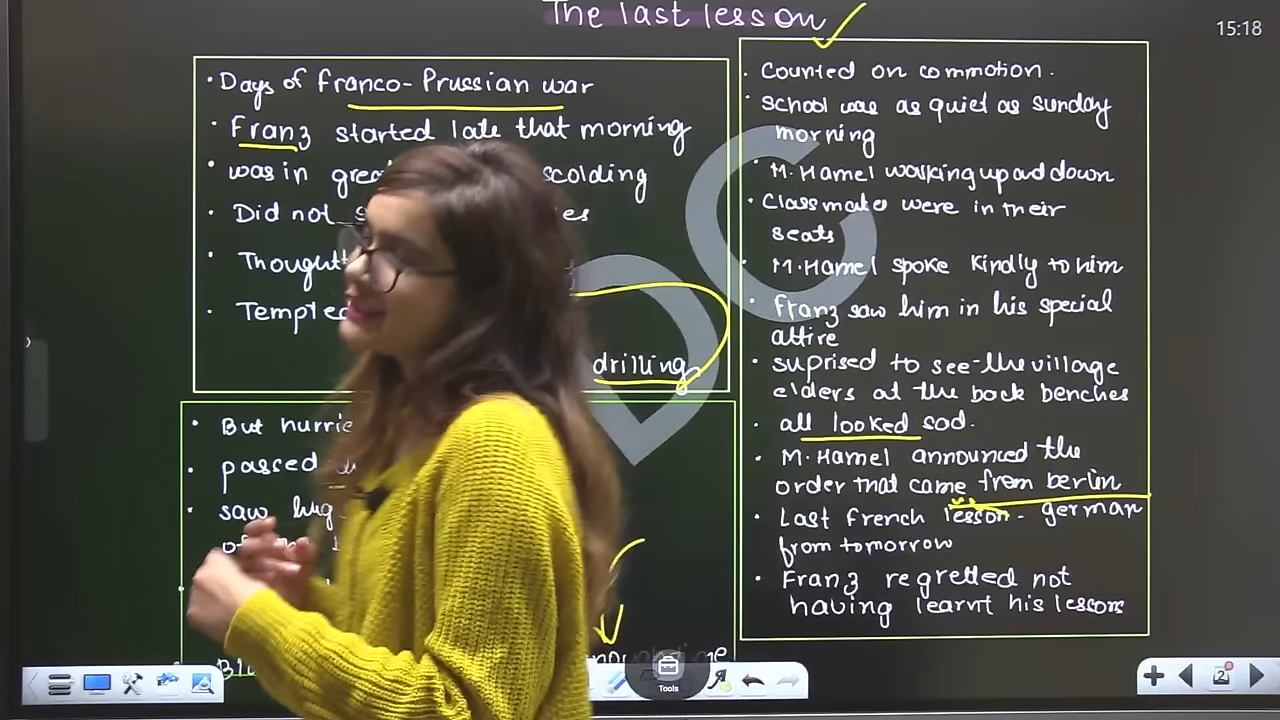 The last lesson
15:18
• Days of Franco-Prussian war
• Franz started late that morning
• was in scolding
• Did not
• Thought
• Tempted
drilling
• But
• passed
• saw
of
DC
• Counted on commotion.
• school was as quiet as sunday
morning
• M. Hamel walking up and down
• Classmates were in their
seats
• M. Hamel spoke kindly to him
• Franz saw him in his special
attire
• suprised to see the village
elders at the back benches
• all looked sad.
• M. Hamel announced the
order that came from berlin
• Last french lesson - german
from tomorrow
• Franz regretted not
having learnt his lessons
Tools
2